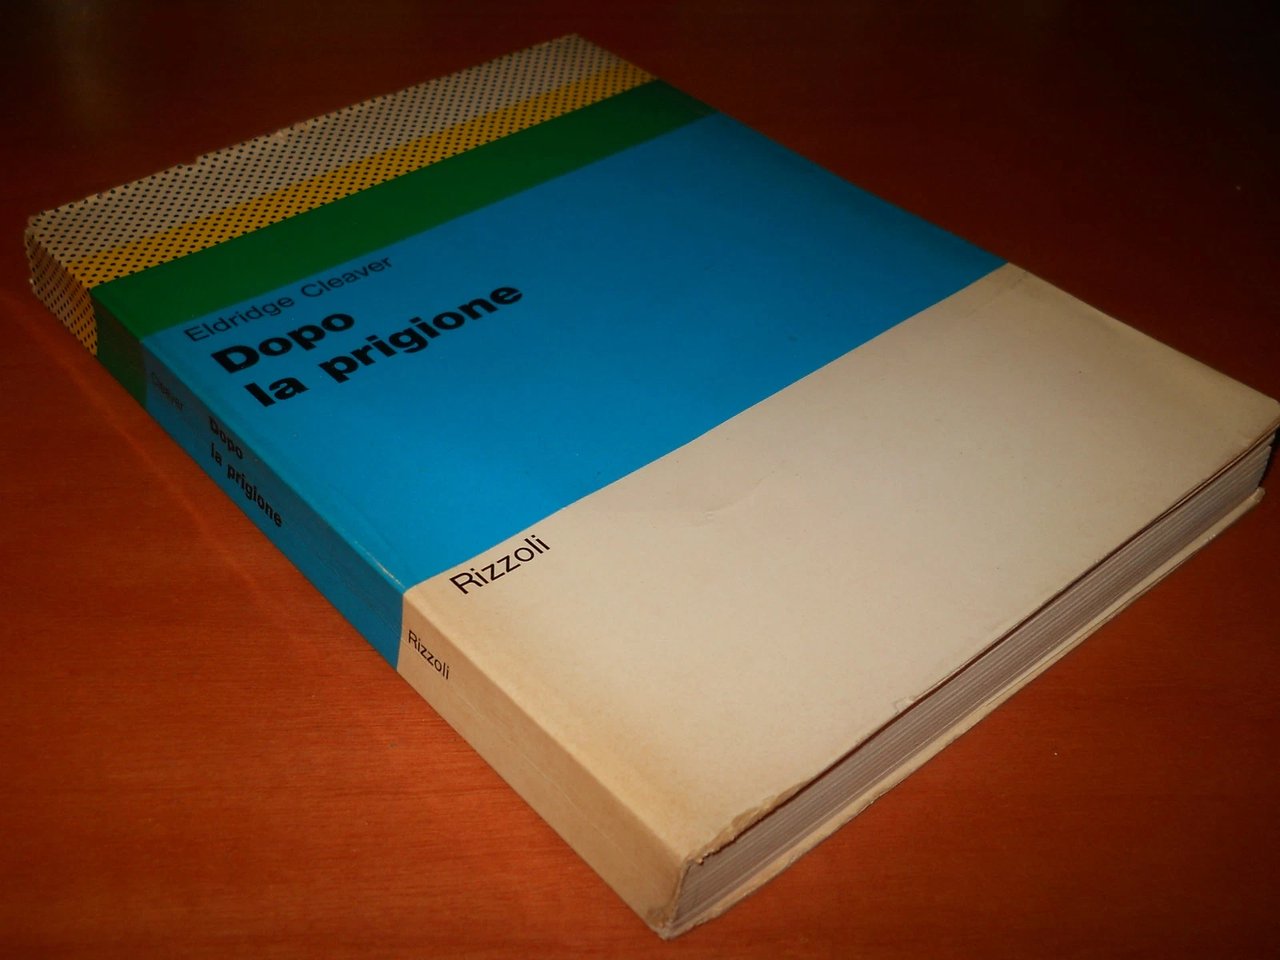 Eldridge Cleaver
Dopo
la prigione
Rizzoli
Cleaver
Dopo
la prigione
Rizzoli